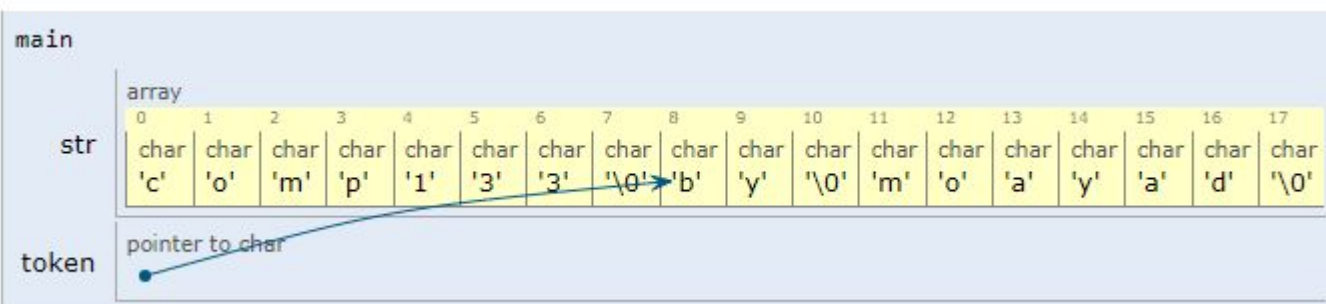 main
array
0 1 2 3 4 5 6 7 8 9 10 11 12 13 14 15 16 17
str
char char char char char char char char char char char char char char char char char char
'c' 'o' 'm' 'p' '1' '3' '3' '\0' 'b' 'y' '\0' 'm' 'o' 'a' 'y' 'a' 'd' '\0'
pointer to char
token